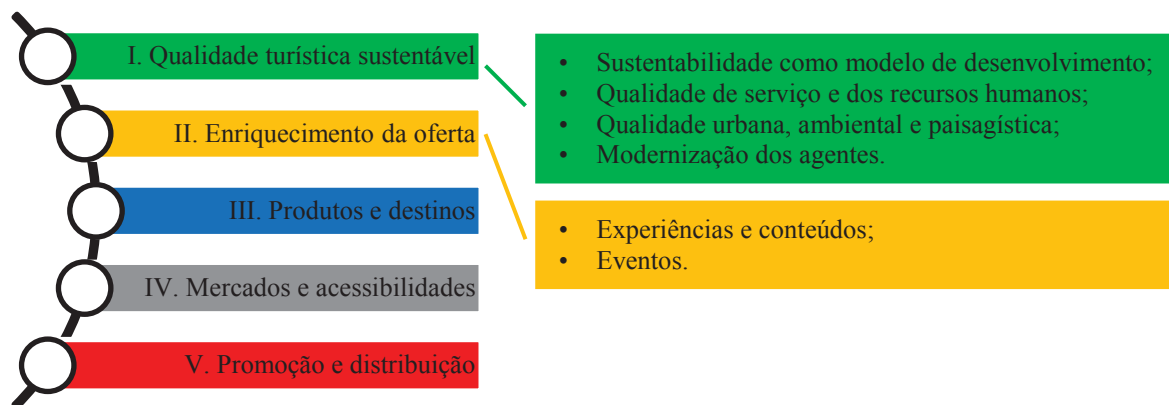 I. Qualidade turística sustentável
II. Enriquecimento da oferta
III. Produtos e destinos
IV. Mercados e acessibilidades
V. Promoção e distribuição
• Sustentabilidade como modelo de desenvolvimento;
• Qualidade de serviço e dos recursos humanos;
• Qualidade urbana, ambiental e paisagística;
• Modernização dos agentes.
• Experiências e conteúdos;
• Eventos.